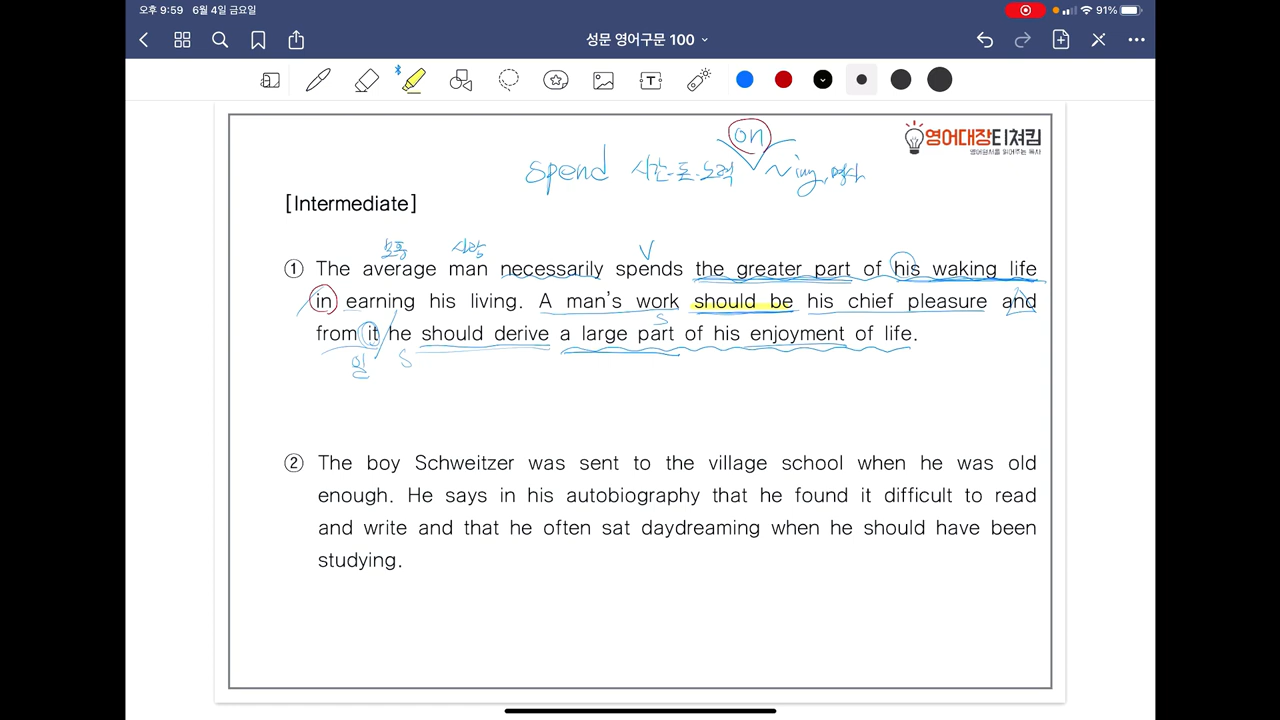 오후 9:59 6월 4일 금요일
91%
성문 영어구문 100
영어대장티쳐킴
on
spend 시간·돈·노력 ~ing, 명사
[Intermediate]
보통 사람 V
① The average man necessarily spends the greater part of his waking life
in earning his living. A man's work should be his chief pleasure and
S
from it he should derive a large part of his enjoyment of life.
일 S
② The boy Schweitzer was sent to the village school when he was old
enough. He says in his autobiography that he found it difficult to read
and write and that he often sat daydreaming when he should have been
studying.